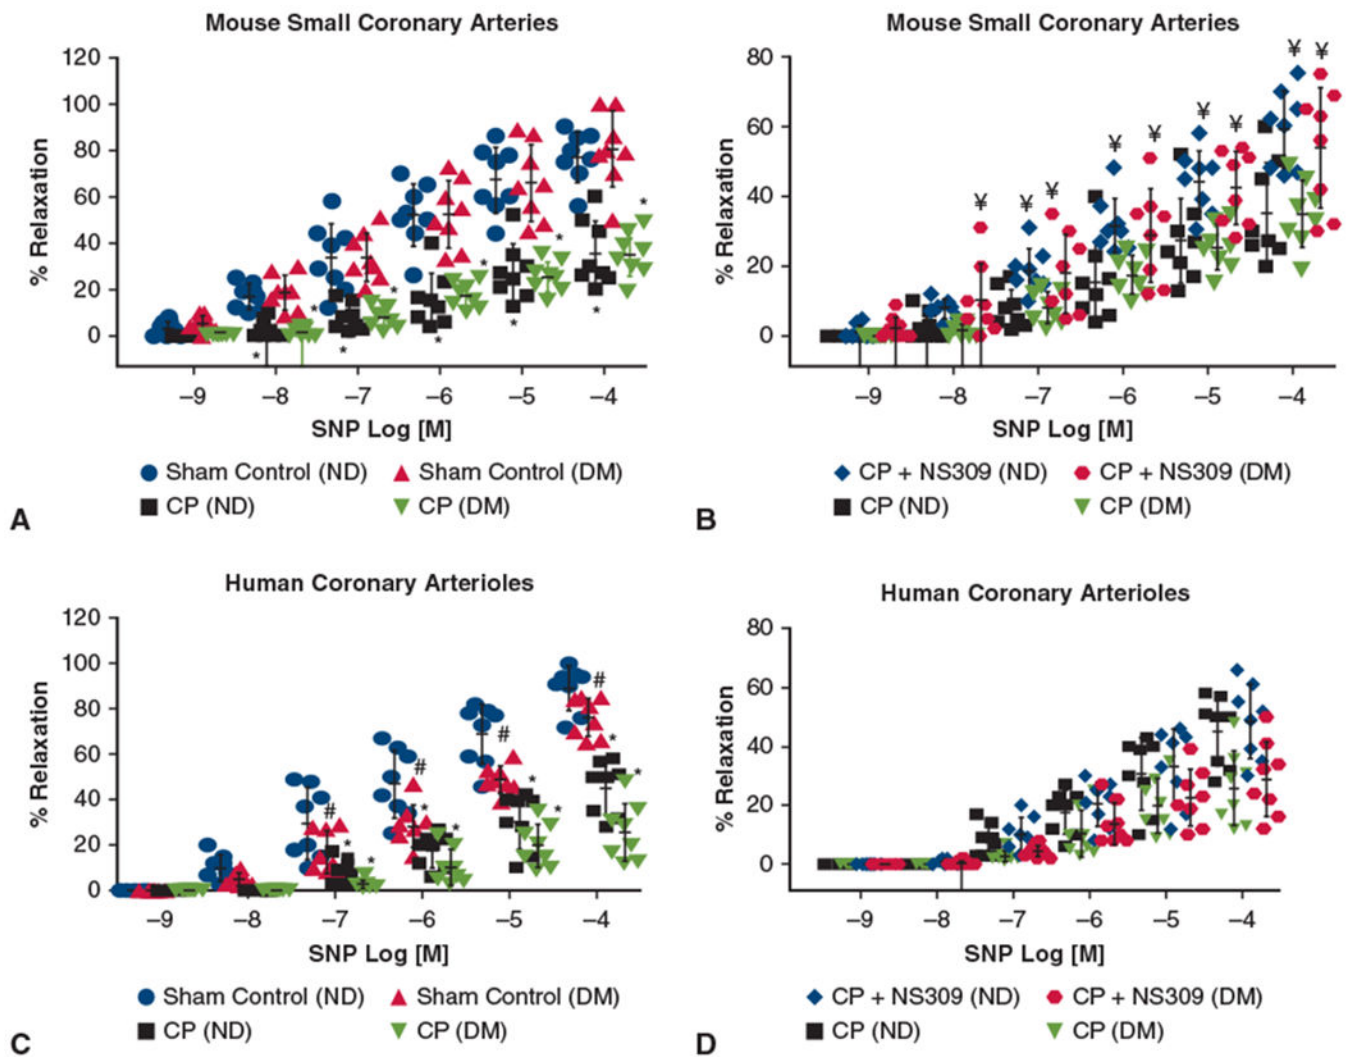 Mouse Small Coronary Arteries
120
100
80
60
40
20
0
% Relaxation
* * * * * * * * * *
–9 –8 –7 –6 –5 –4
SNP Log [M]
Sham Control (ND) Sham Control (DM)
CP (ND) CP (DM)
A
Mouse Small Coronary Arteries
80
60
40
20
0
% Relaxation
¥ ¥ ¥ ¥ ¥ ¥ ¥ ¥ ¥
–9 –8 –7 –6 –5 –4
SNP Log [M]
CP + NS309 (ND) CP + NS309 (DM)
CP (ND) CP (DM)
B
Human Coronary Arterioles
120
100
80
60
40
20
0
% Relaxation
# # # #
* * * * * * * *
–9 –8 –7 –6 –5 –4
SNP Log [M]
Sham Control (ND) Sham Control (DM)
CP (ND) CP (DM)
C
Human Coronary Arterioles
80
60
40
20
0
% Relaxation
–9 –8 –7 –6 –5 –4
SNP Log [M]
CP + NS309 (ND) CP + NS309 (DM)
CP (ND) CP (DM)
D